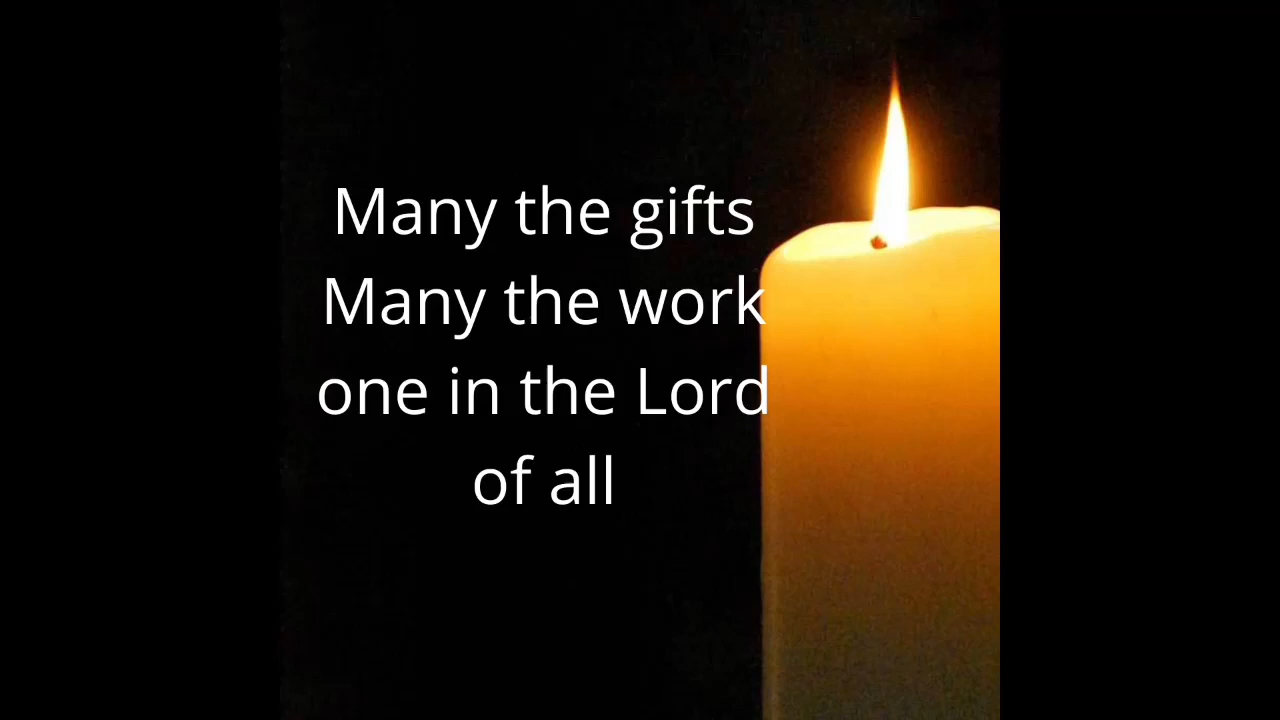 Many the gifts
Many the work
one in the Lord
of all